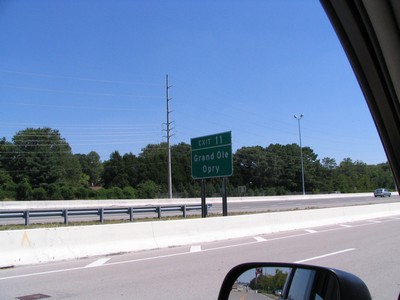 EXIT 11
Grand Ole
Opry